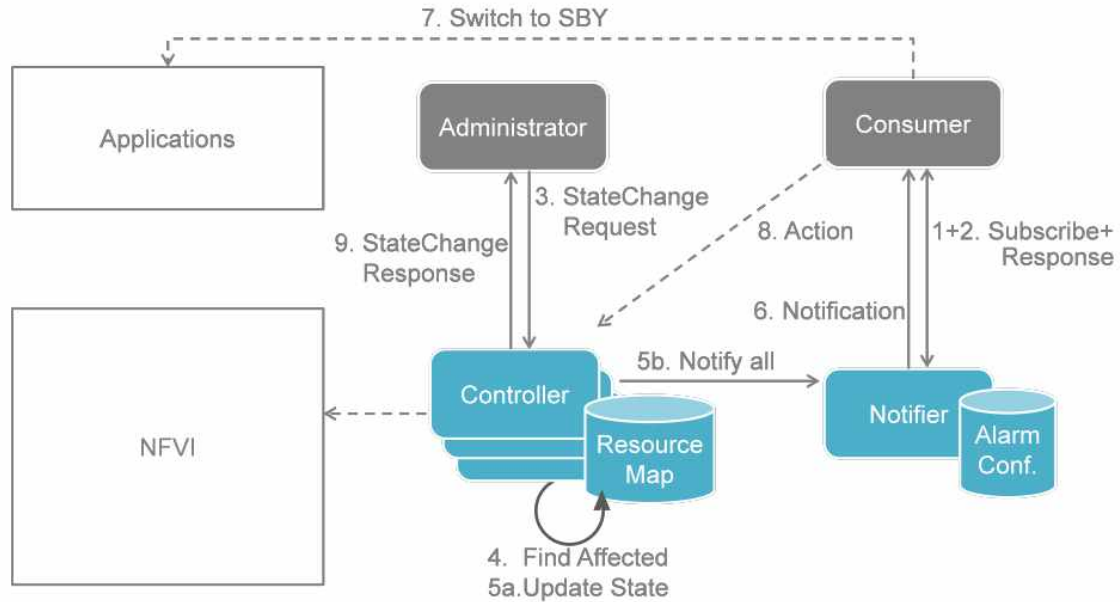 7. Switch to SBY
Applications
Administrator
Consumer
3. StateChange
Request
9. StateChange
Response
8. Action
1+2. Subscribe+
Response
6. Notification
5b. Notify all
Controller
Resource
Map
Notifier
Alarm
Conf.
NFVI
4. Find Affected
5a.Update State